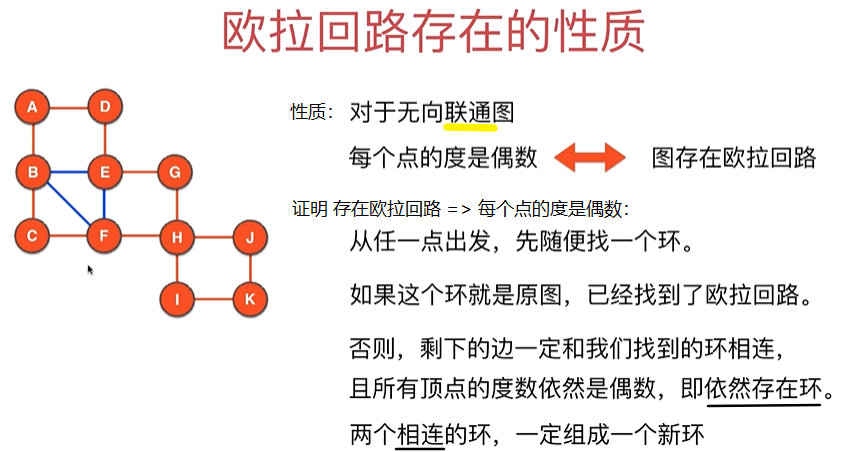 欧拉回路存在的性质
A D
B E G
C F H J
I K
性质： 对于无向联通图
每个点的度是偶数 图存在欧拉回路
证明 存在欧拉回路 => 每个点的度是偶数：
从任一点出发，先随便找一个环。
如果这个环就是原图，已经找到了欧拉回路。
否则，剩下的边一定和我们找到的环相连，
且所有顶点的度数依然是偶数，即依然存在环。
两个相连的环，一定组成一个新环